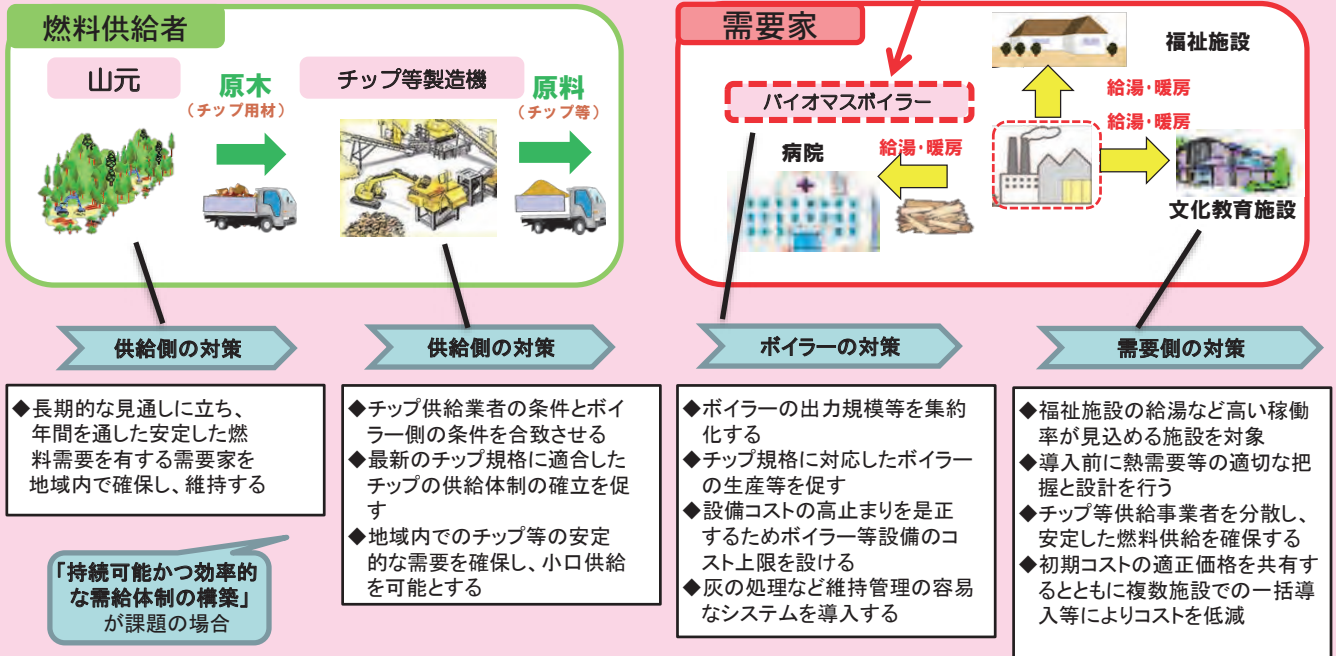 燃料供給者
山元
原木
（チップ用材）
チップ等製造機
原料
（チップ等）
需要家
バイオマスボイラー
福祉施設
給湯･暖房
給湯･暖房
病院
給湯･暖房
文化教育施設
供給側の対策
◆長期的な見通しに立ち、
年間を通した安定した燃
料需要を有する需要家を
地域内で確保し、維持する
「持続可能かつ効率的
な需給体制の構築」
が課題の場合
供給側の対策
◆チップ供給業者の条件とボイ
ラー側の条件を合致させる
◆最新のチップ規格に適合した
チップの供給体制の確立を促
す
◆地域内でのチップ等の安定
的な需要を確保し、小口供給
を可能とする
ボイラーの対策
◆ボイラーの出力規模等を集約
化する
◆チップ規格に対応したボイラー
の生産等を促す
◆設備コストの高止まりを是正
するためボイラー等設備のコ
スト上限を設ける
◆灰の処理など維持管理の容易
なシステムを導入する
需要側の対策
◆福祉施設の給湯など高い稼働
率が見込める施設を対象
◆導入前に熱需要等の適切な把
握と設計を行う
◆チップ等供給事業者を分散し、
安定した燃料供給を確保する
◆初期コストの適正価格を共有す
るとともに複数施設での一括導
入等によりコストを低減